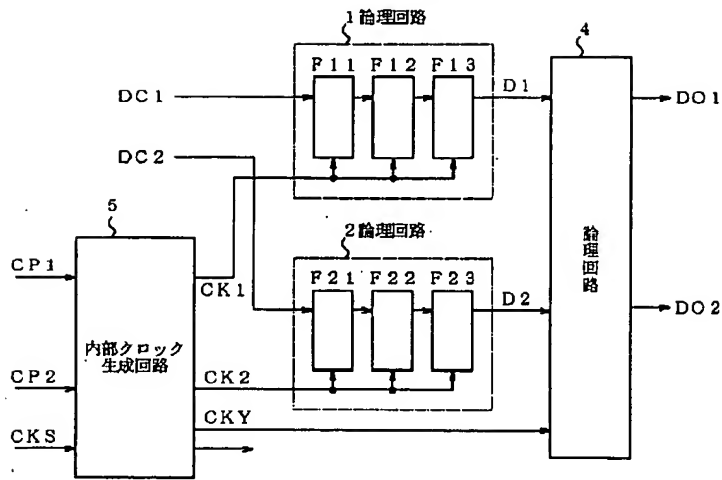 1 論理回路
4
F11 F12 F13
DC1
D1
DO1
DC2
5
2 論理回路
CP1
CK1
F21 F22 F23
D2
論理回路
DO2
内部クロック
生成回路
CP2
CK2
CKY
CKS